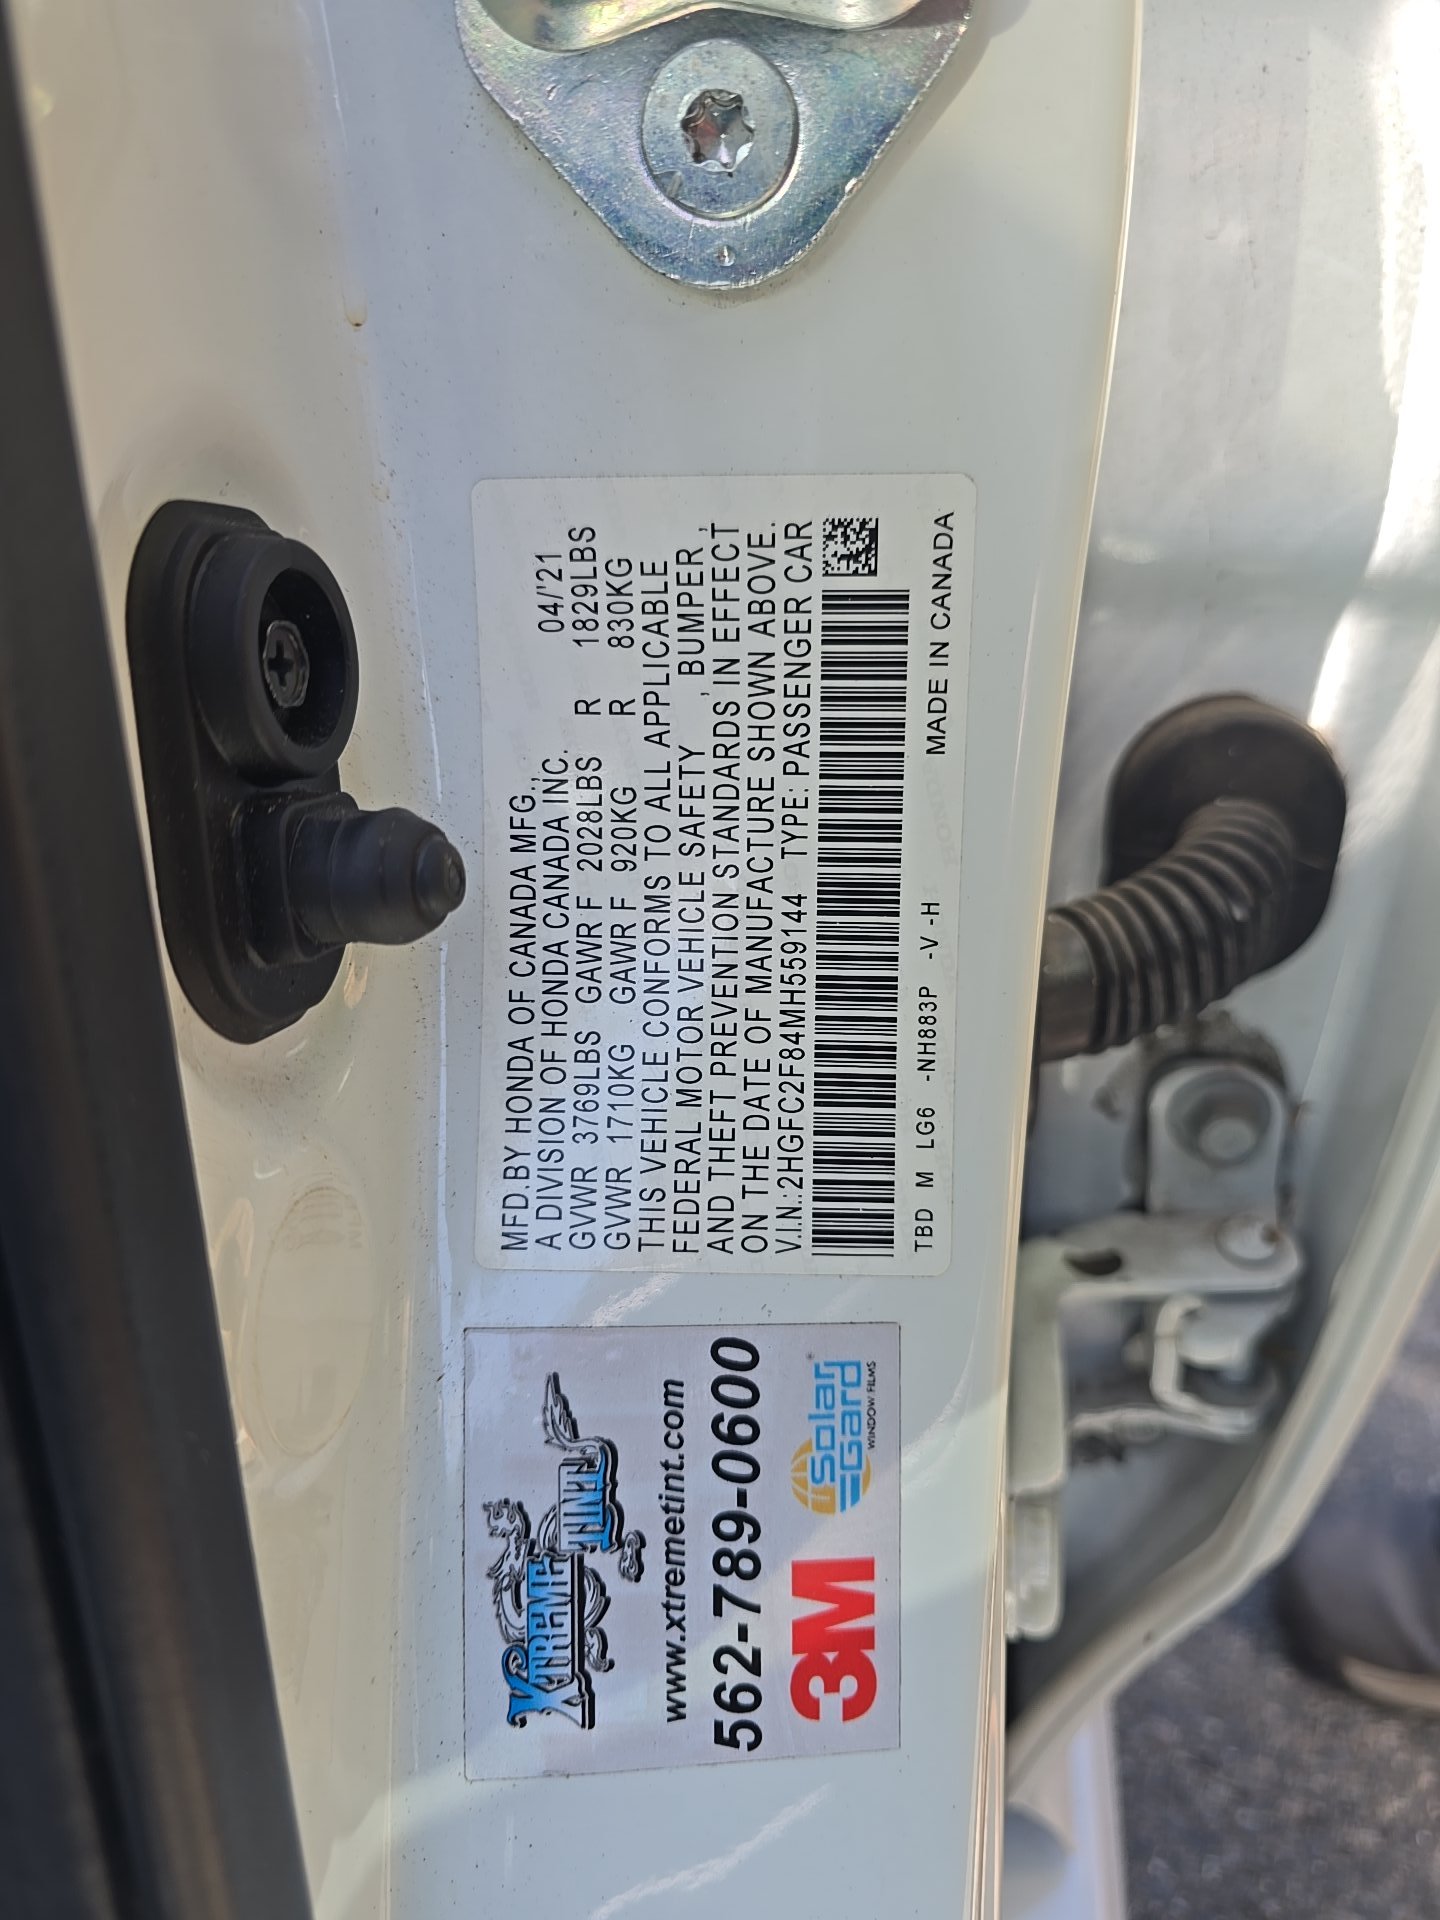 MFD.BY HONDA OF CANADA MFG.,
A DIVISION OF HONDA CANADA INC. 04/'21
GVWR 3769LBS GAWR F 2028LBS R 1829LBS
GVWR 1710KG GAWR F 920KG R 830KG
THIS VEHICLE CONFORMS TO ALL APPLICABLE
FEDERAL MOTOR VEHICLE SAFETY , BUMPER ,
AND THEFT PREVENTION STANDARDS IN EFFECT
ON THE DATE OF MANUFACTURE SHOWN ABOVE.
V.I.N.:2HGFC2F84MH559144 TYPE: PASSENGER CAR
TBD M LG6 -NH883P -V -H MADE IN CANADA
XTREME
TINT
www.xtremetint.com
562-789-0600
3M
Solar
Gard®
WINDOW FILMS